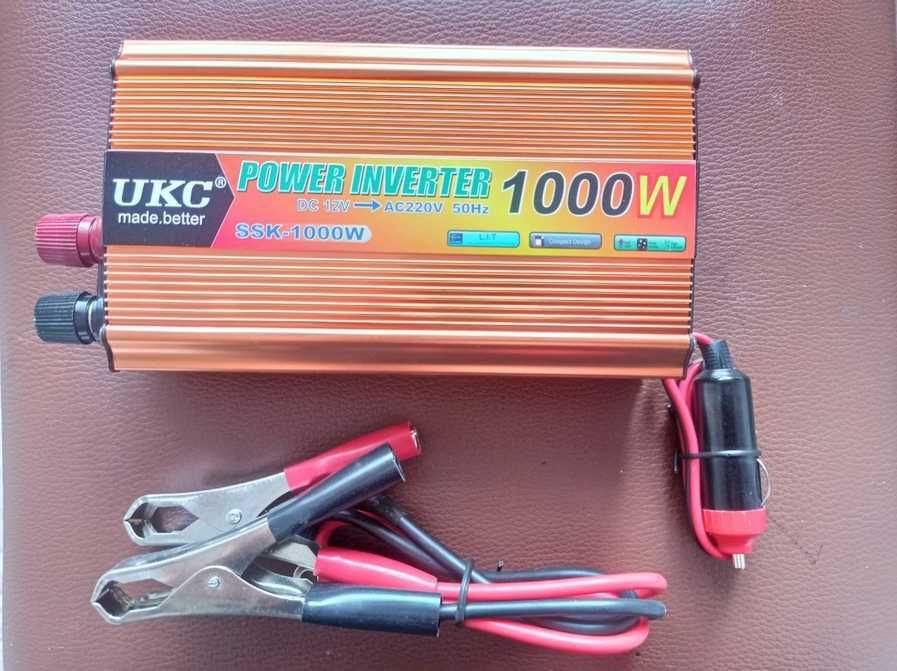 UKC®
made.better
POWER INVERTER
DC 12V → AC220V 50Hz
SSK-1000W
1000W
L.I.T
Compact Design